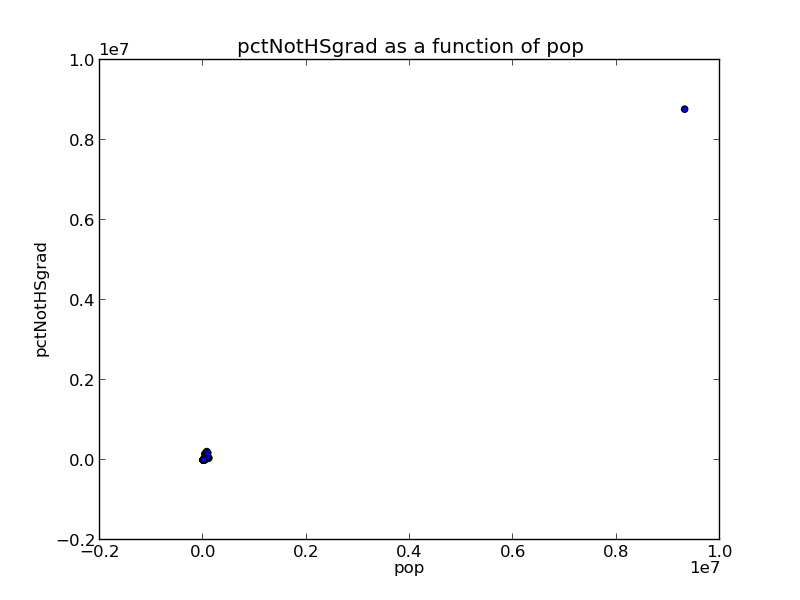 pctNotHSgrad as a function of pop
1e7
1.0
0.8
0.6
0.4
0.2
0.0
−0.2
pctNotHSgrad
−0.2 0.0 0.2 0.4 0.6 0.8 1.0
1e7
pop